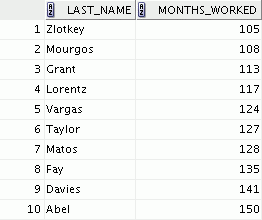 LAST_NAME MONTHS_WORKED
1 Zlotkey 105
2 Mourgos 108
3 Grant 113
4 Lorentz 117
5 Vargas 124
6 Taylor 127
7 Matos 128
8 Fay 135
9 Davies 141
10 Abel 150